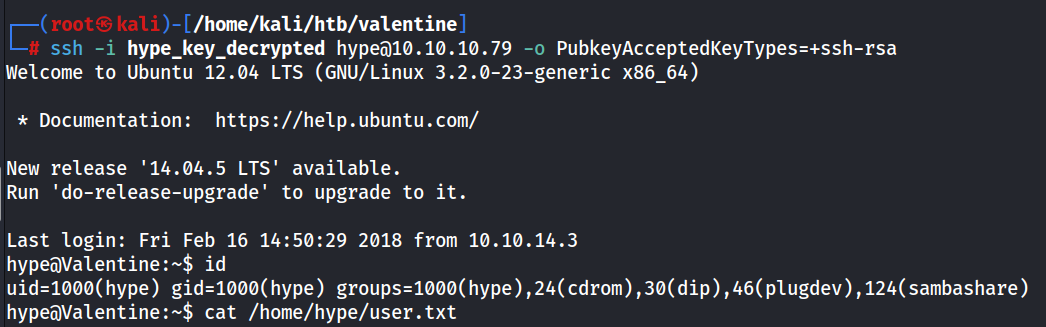 ┌──(root㉿kali)-[/home/kali/htb/valentine]
└─# ssh -i hype_key_decrypted hype@10.10.10.79 -o PubkeyAcceptedKeyTypes=+ssh-rsa
Welcome to Ubuntu 12.04 LTS (GNU/Linux 3.2.0-23-generic x86_64)
* Documentation:  https://help.ubuntu.com/
New release '14.04.5 LTS' available.
Run 'do-release-upgrade' to upgrade to it.
Last login: Fri Feb 16 14:50:29 2018 from 10.10.14.3
hype@Valentine:~$ id
uid=1000(hype) gid=1000(hype) groups=1000(hype),24(cdrom),30(dip),46(plugdev),124(sambashare)
hype@Valentine:~$ cat /home/hype/user.txt